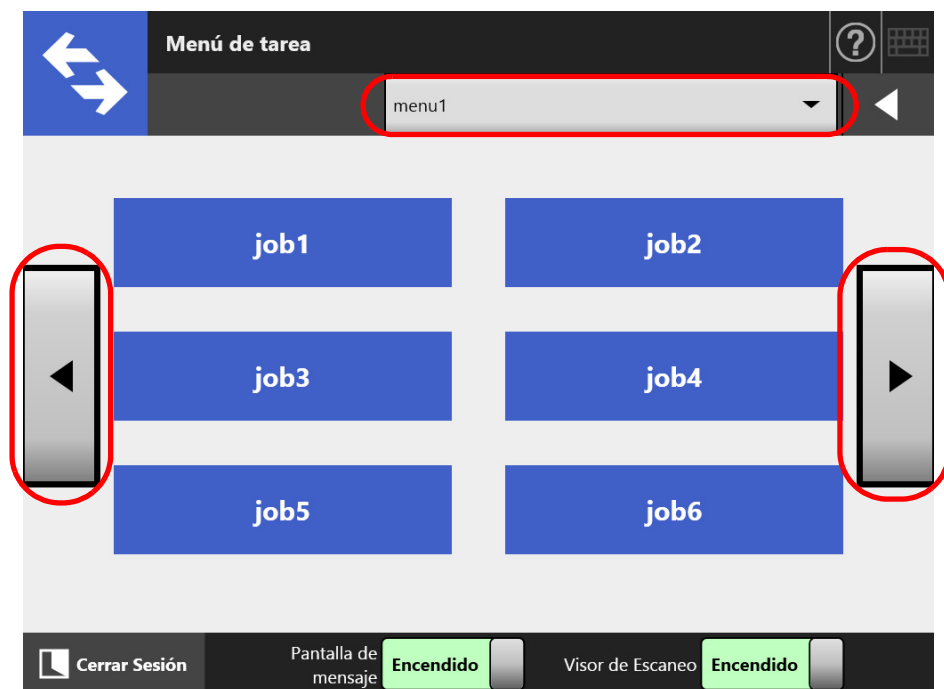 Menú de tarea
?
menu1
job1
job2
job3
job4
job5
job6
Cerrar Sesión
Pantalla de
mensaje
Encendido
Visor de Escaneo
Encendido